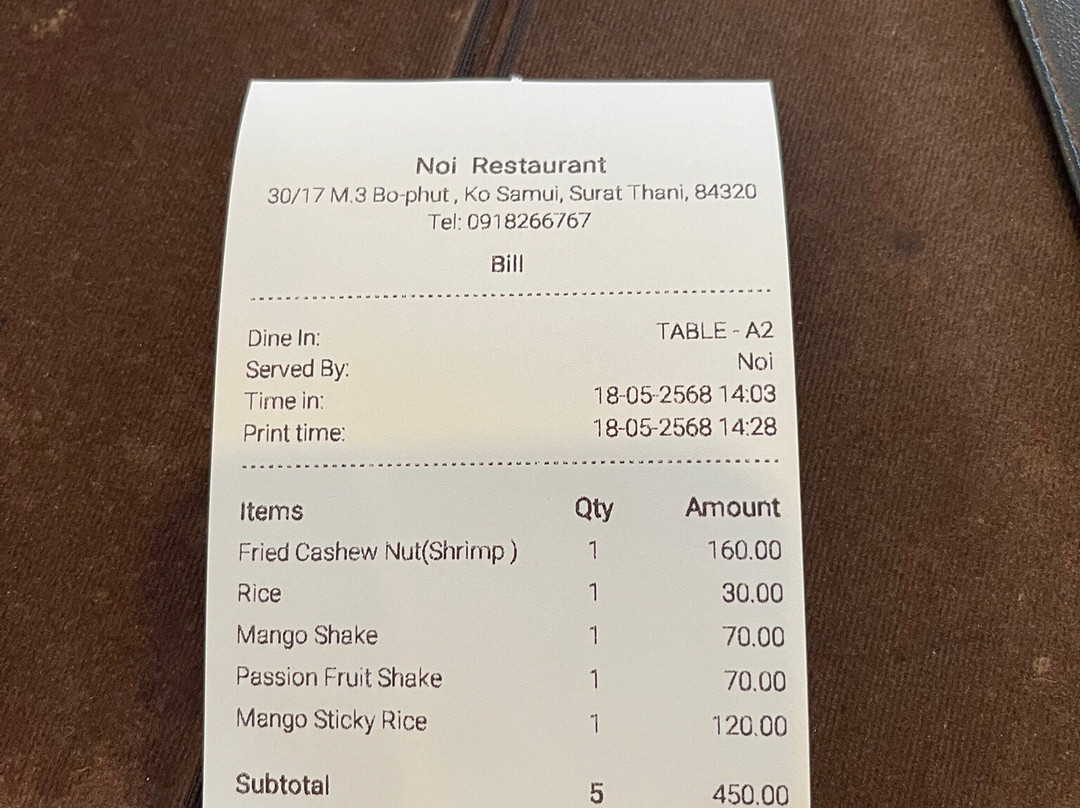 Noi Restaurant
30/17 M.3 Bo-phut , Ko Samui, Surat Thani, 84320
Tel: 0918266767
Bill
Dine In: TABLE - A2
Served By: Noi
Time in: 18-05-2568 14:03
Print time: 18-05-2568 14:28
Items Qty Amount
Fried Cashew Nut(Shrimp ) 1 160.00
Rice 1 30.00
Mango Shake 1 70.00
Passion Fruit Shake 1 70.00
Mango Sticky Rice 1 120.00
Subtotal 5 450.00